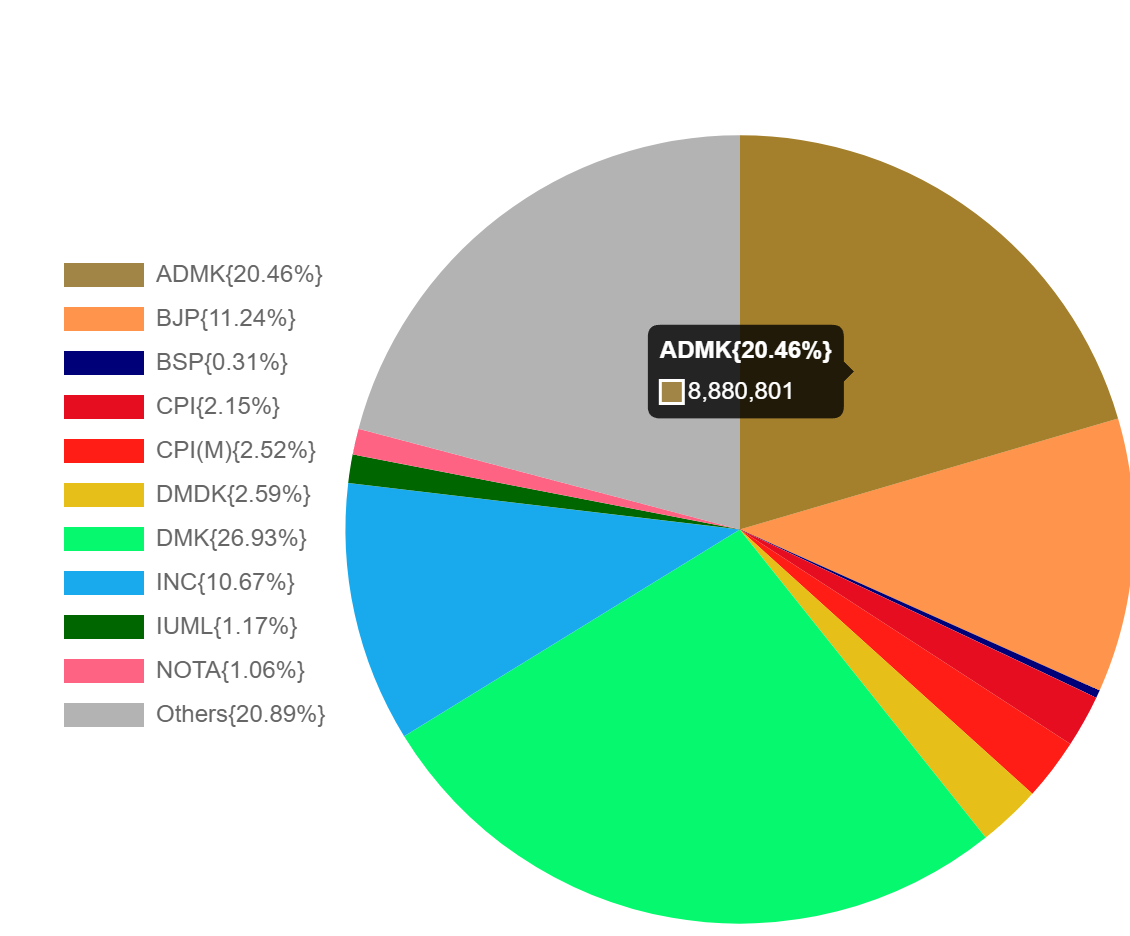 ADMK{20.46%}
BJP{11.24%}
BSP{0.31%}
CPI{2.15%}
CPI(M){2.52%}
DMDK{2.59%}
DMK{26.93%}
INC{10.67%}
IUML{1.17%}
NOTA{1.06%}
Others{20.89%}
ADMK{20.46%}
8,880,801